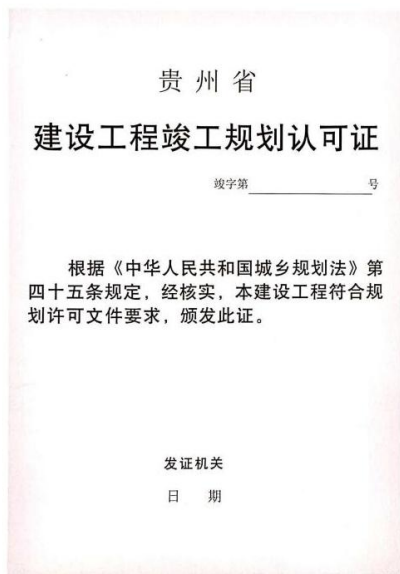 贵州省
建设工程竣工规划认可证
竣字第 号
根据《中华人民共和国城乡规划法》第
四十五条规定，经核实，本建设工程符合规
划许可文件要求，颁发此证。
发证机关
日 期